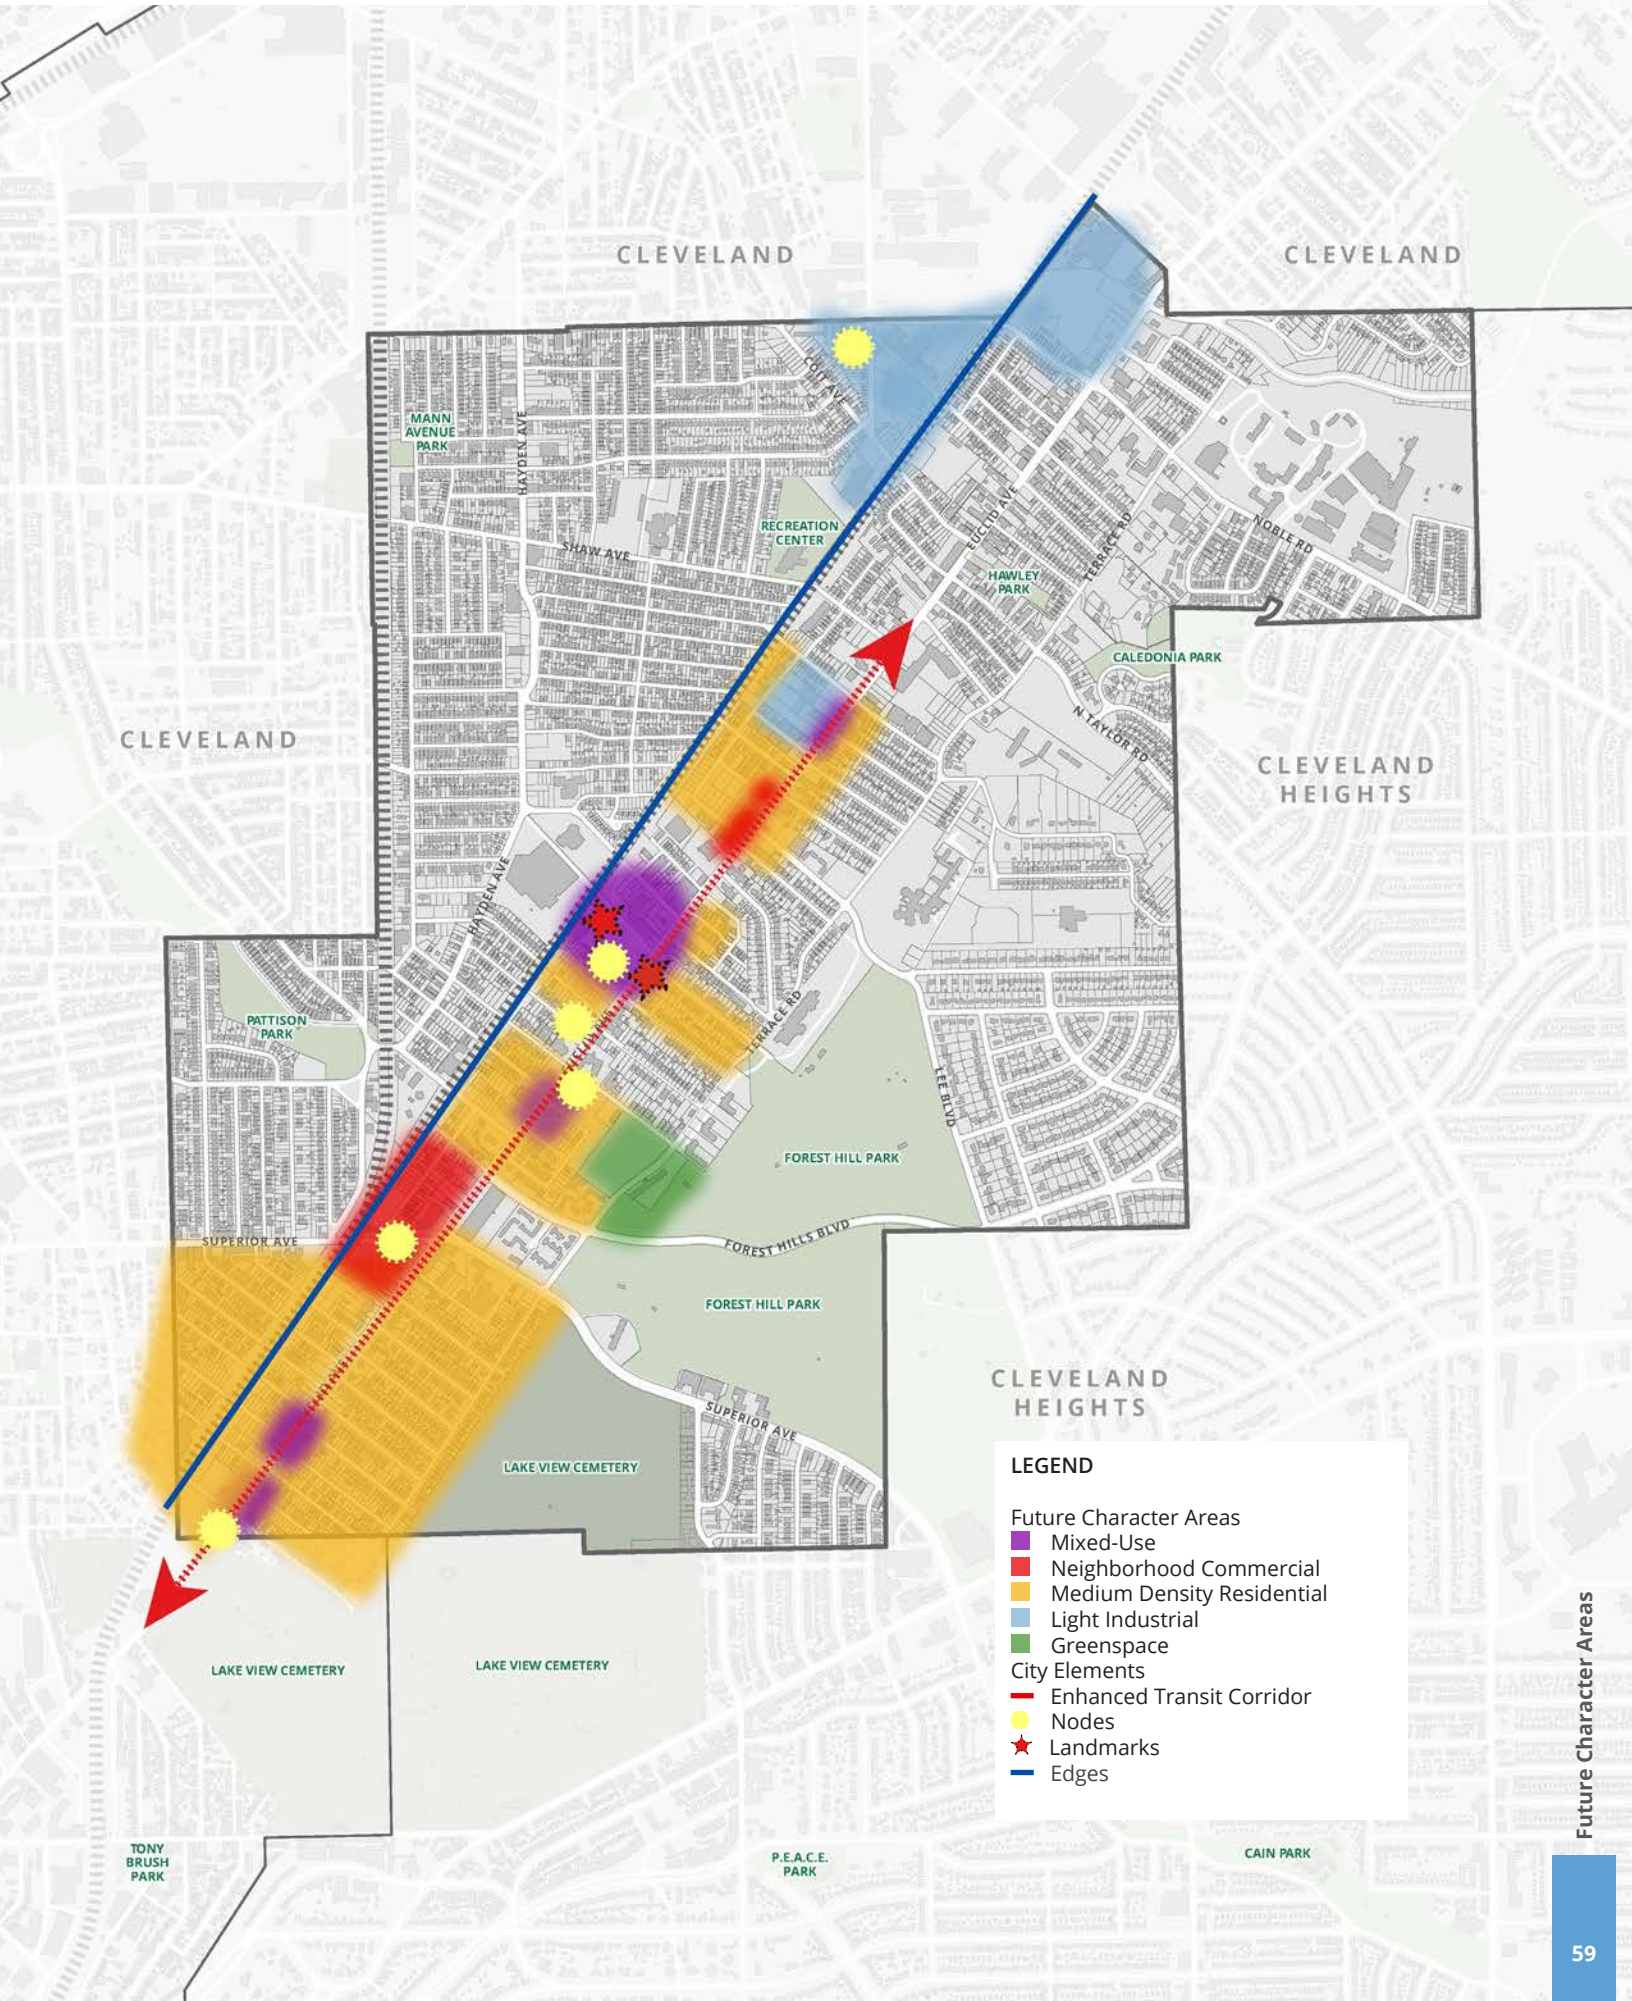 CLEVELAND
CLEVELAND
COIT AVE
MANN
AVENUE
PARK
HAYDEN AVE
RECREATION
CENTER
EUCLID AVE
NOBLE RD
TERRACE RD
SHAW AVE
HAWLEY
PARK
CALEDONIA PARK
N TAYLOR RD
CLEVELAND
CLEVELAND
HEIGHTS
HAYDEN AVE
PATTISON
PARK
TERRACE RD
LEE BLVD
FOREST HILL PARK
SUPERIOR AVE
FOREST HILLS BLVD
FOREST HILL PARK
CLEVELAND
HEIGHTS
SUPERIOR AVE
LAKE VIEW CEMETERY
LEGEND
Future Character Areas
Mixed-Use
Neighborhood Commercial
Medium Density Residential
Light Industrial
Greenspace
City Elements
Enhanced Transit Corridor
Nodes
Landmarks
Edges
LAKE VIEW CEMETERY
LAKE VIEW CEMETERY
TONY
BRUSH
PARK
P.E.A.C.E.
PARK
CAIN PARK
Future Character Areas
59